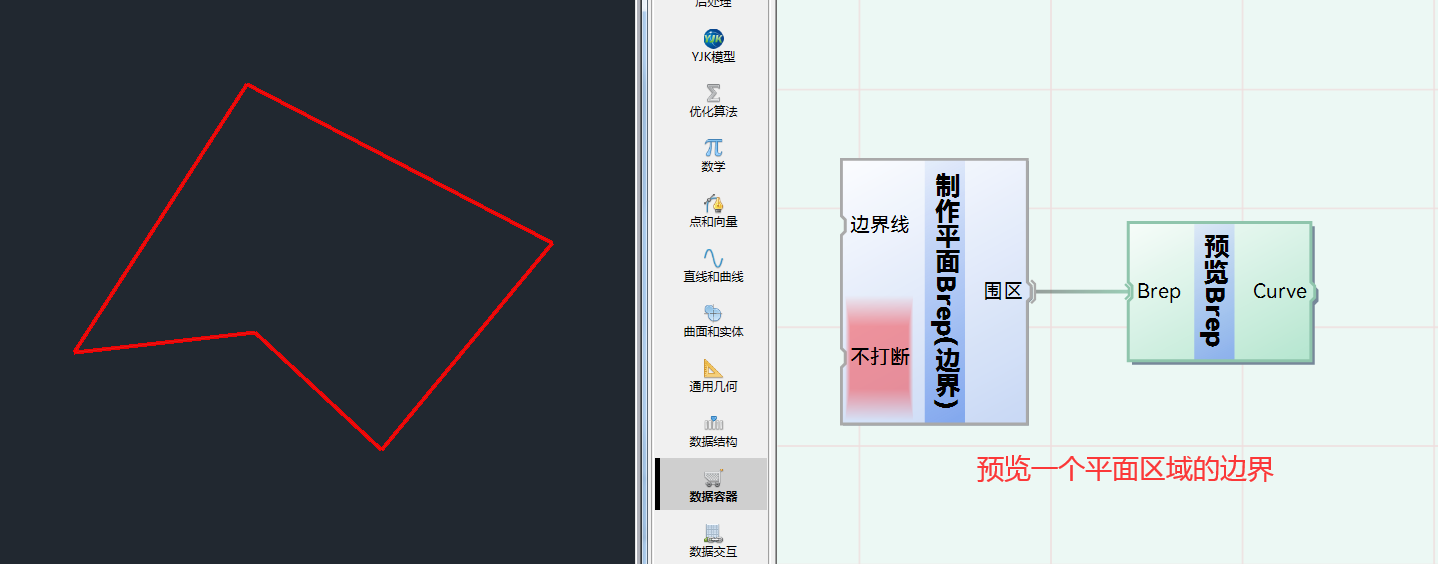 后处理
YJK模型
优化算法
数学
点和向量
直线和曲线
曲面和实体
通用几何
数据结构
数据容器
数据交互
边界线
不打断
制作平面Brep(边界)
围区
Brep
预览Brep
Curve
预览一个平面区域的边界